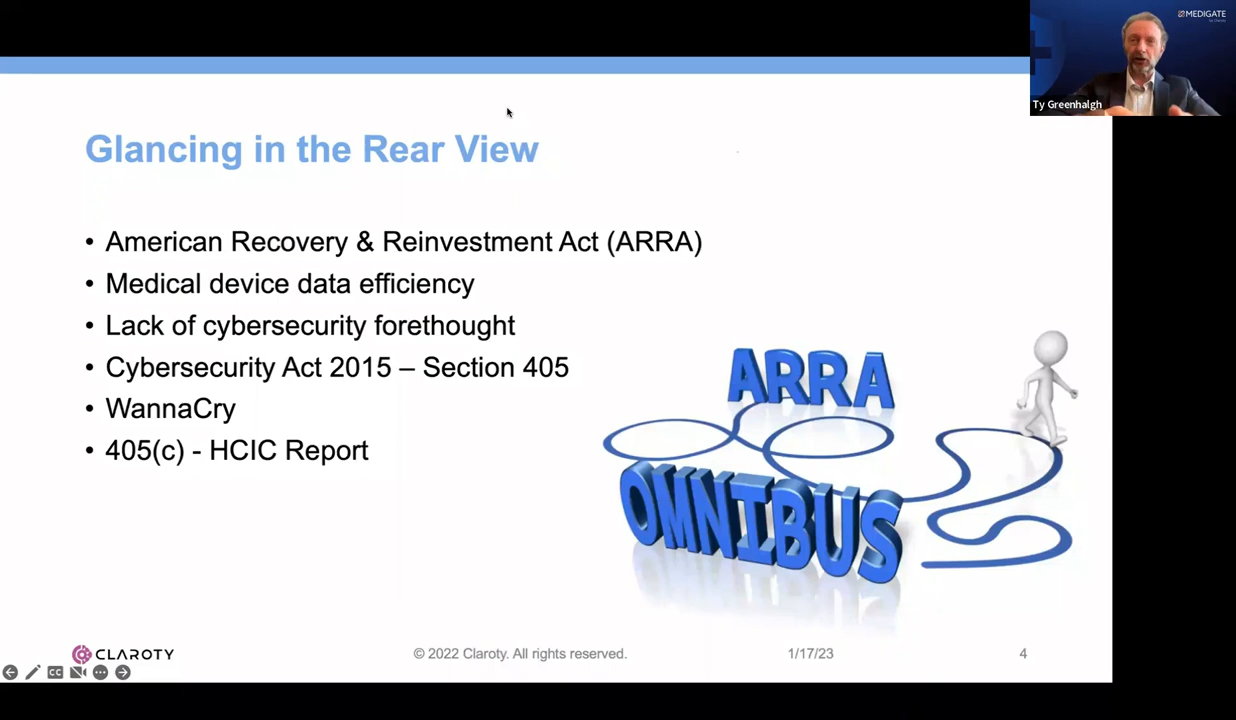 MEDIGATE
Ty Greenhalgh
Glancing in the Rear View
• American Recovery & Reinvestment Act (ARRA)
• Medical device data efficiency
• Lack of cybersecurity forethought
• Cybersecurity Act 2015 – Section 405
• WannaCry
• 405(c) - HCIC Report
ARRA
OMNIBUS
CLAROTY
© 2022 Claroty. All rights reserved.
1/17/23
4
CC